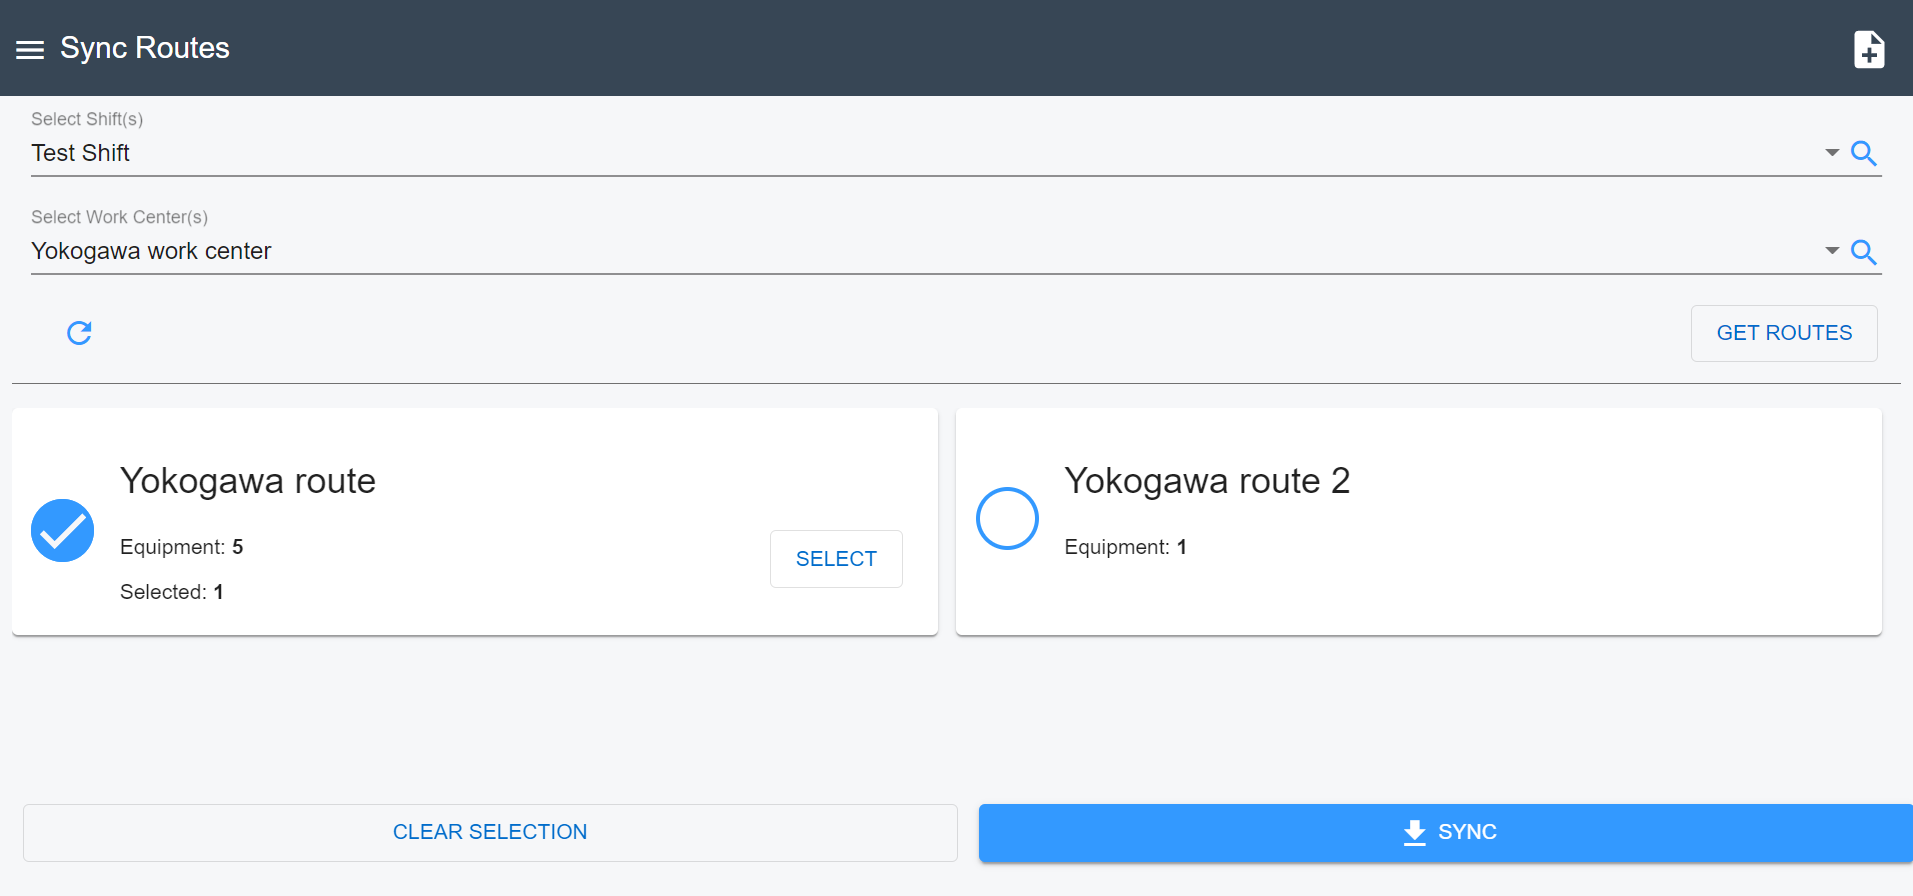 Sync Routes
Select Shift(s)
Test Shift
Select Work Center(s)
Yokogawa work center
GET ROUTES
Yokogawa route
Equipment: 5
Selected: 1
SELECT
Yokogawa route 2
Equipment: 1
CLEAR SELECTION
SYNC